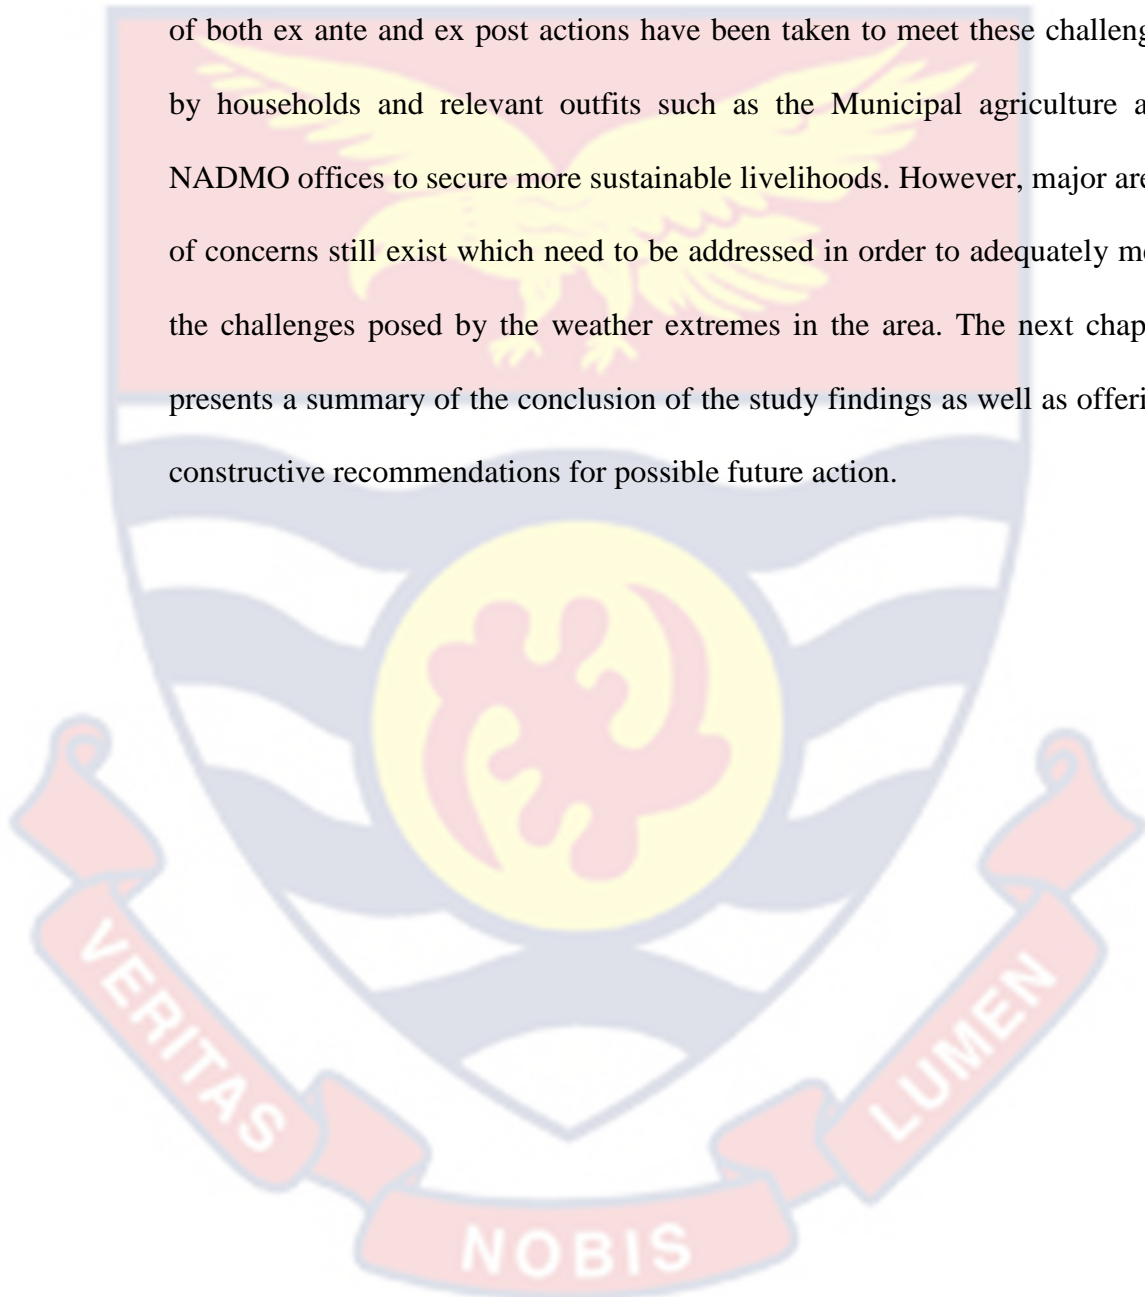 of both ex ante and ex post actions have been taken to meet these challeng
by households and relevant outfits such as the Municipal agriculture a
NADMO offices to secure more sustainable livelihoods. However, major are
of concerns still exist which need to be addressed in order to adequately me
the challenges posed by the weather extremes in the area. The next chap
presents a summary of the conclusion of the study findings as well as offeri
constructive recommendations for possible future action.
VERITAS
NOBIS
LUMEN